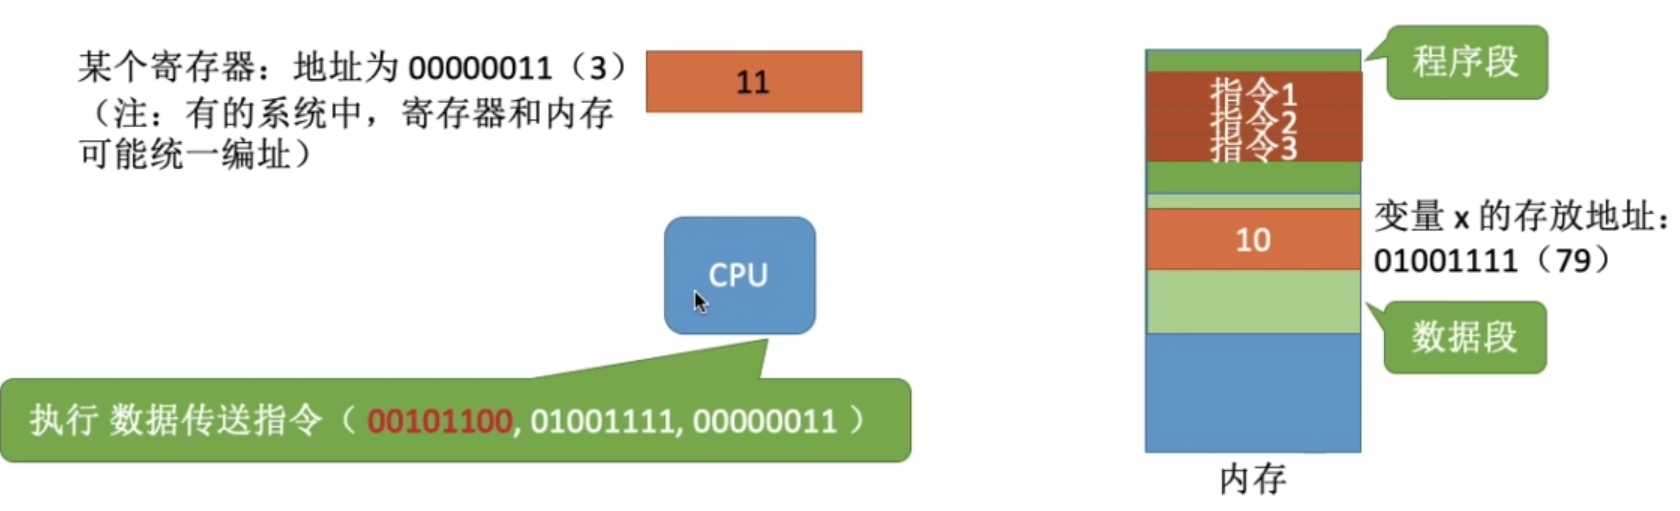 某个寄存器：地址为 00000011（3）
（注：有的系统中，寄存器和内存
可能统一编址）
11
CPU
执行 数据传送指令（ 00101100, 01001111, 00000011 ）
程序段
指令1
指令2
指令3
10
变量 x 的存放地址：
01001111（79）
数据段
内存